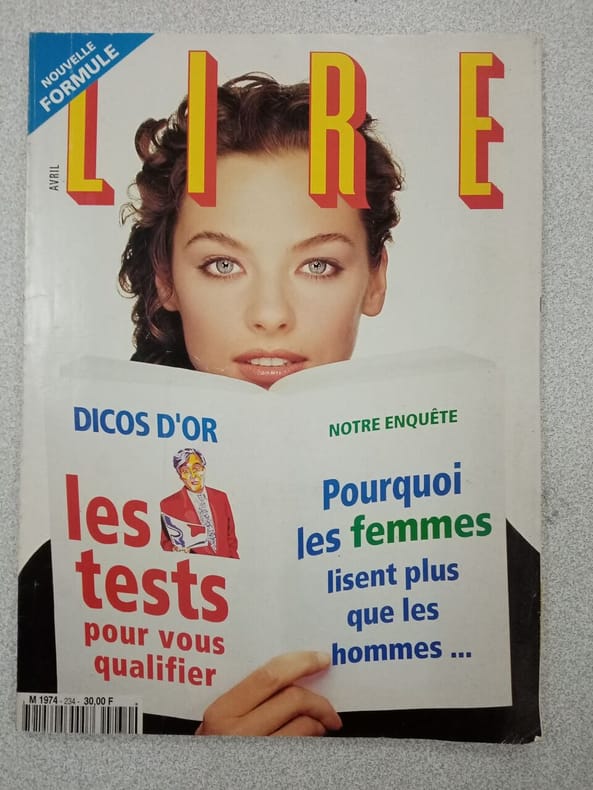 NOUVELLE
FORMULE
LIRE
AVRIL
DICOS D'OR
les
tests
pour vous
qualifier
NOTRE ENQUÊTE
Pourquoi
les femmes
lisent plus
que les
hommes ...
M 1974 - 234 - 30,00 F